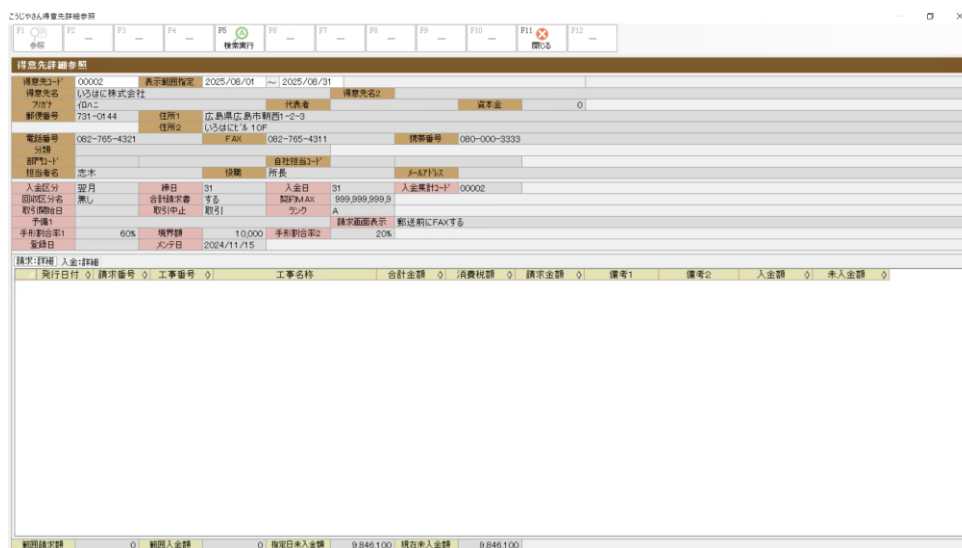 こうじやさん得意先詳細参照
F1 参照 F2 F3 F4 F5 検索実行 F6 F7 F8 F9 F10 F11 閉じる F12
得意先詳細参照
得意先コード 00002 表示範囲指定 2025/08/01 ～ 2025/08/31
得意先名 いろはに株式会社 得意先名2
フリガナ イロハニ 代表者 資本金 0
郵便番号 731-0144 住所1 広島県広島市朝西1-2-3
住所2 いろはにビル 10F
電話番号 082-765-4321 FAX 082-765-4311 携帯番号 080-000-3333
分類
部門コード 自社担当コード
担当者名 志木 役職 所長 メールアドレス
入金区分 翌月 締日 31 入金日 31 入金集計コード 00002
回収区分名 無し 合計請求書 する 契約MAX 999,999,999,9
取引開始日 取引中止 取引 ランク A
予備1 請求画面表示 郵送前にFAXする
手形割合率1 60% 境界額 10,000 手形割合率2 20%
登録日 メンテ日 2024/11/15
請求:詳細 入金:詳細
発行日付 請求番号 工事番号 工事名称 合計金額 消費税額 請求金額 備考1 備考2 入金額 未入金額
範囲請求額 0 範囲入金額 0 指定日未入金額 9,846,100 現在未入金額 9,846,100